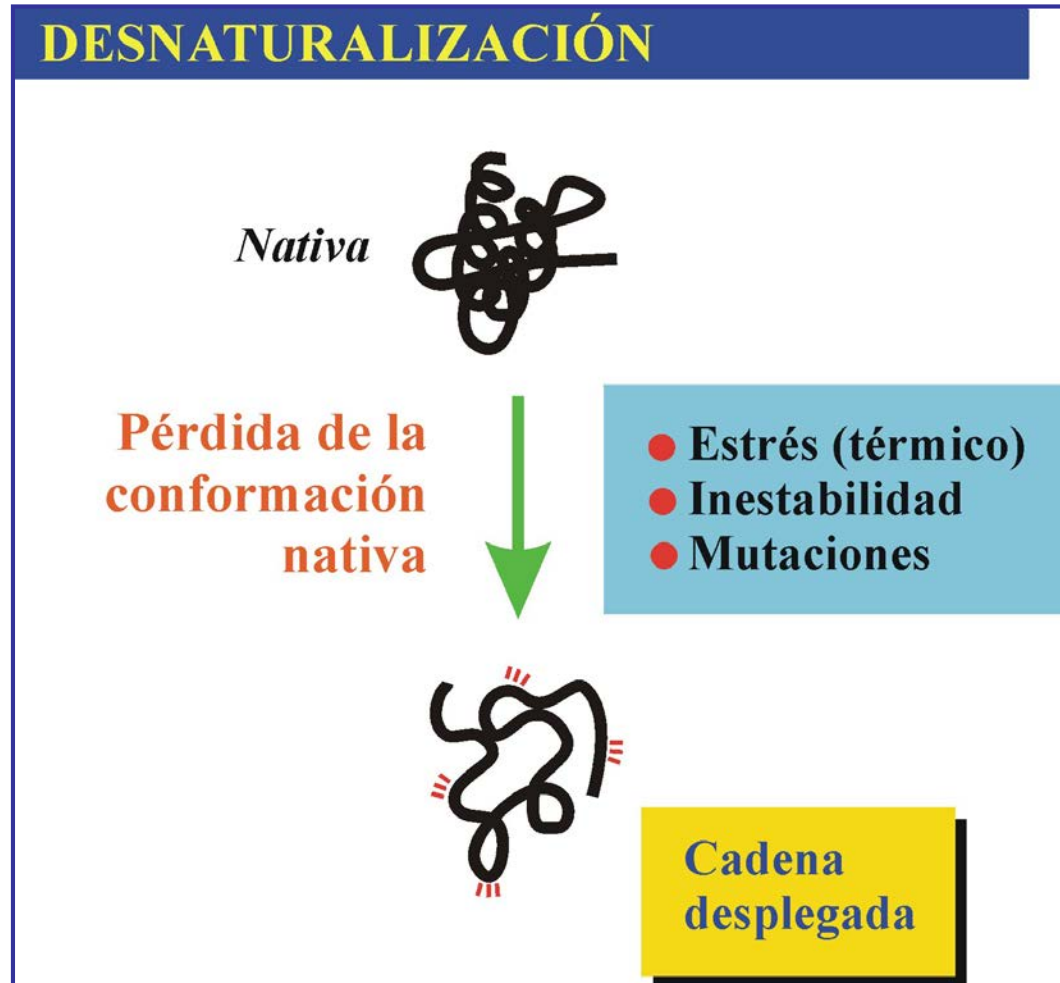 DESNATURALIZACIÓN
Nativa
Pérdida de la
conformación
nativa
● Estrés (térmico)
● Inestabilidad
● Mutaciones
Cadena
desplegada